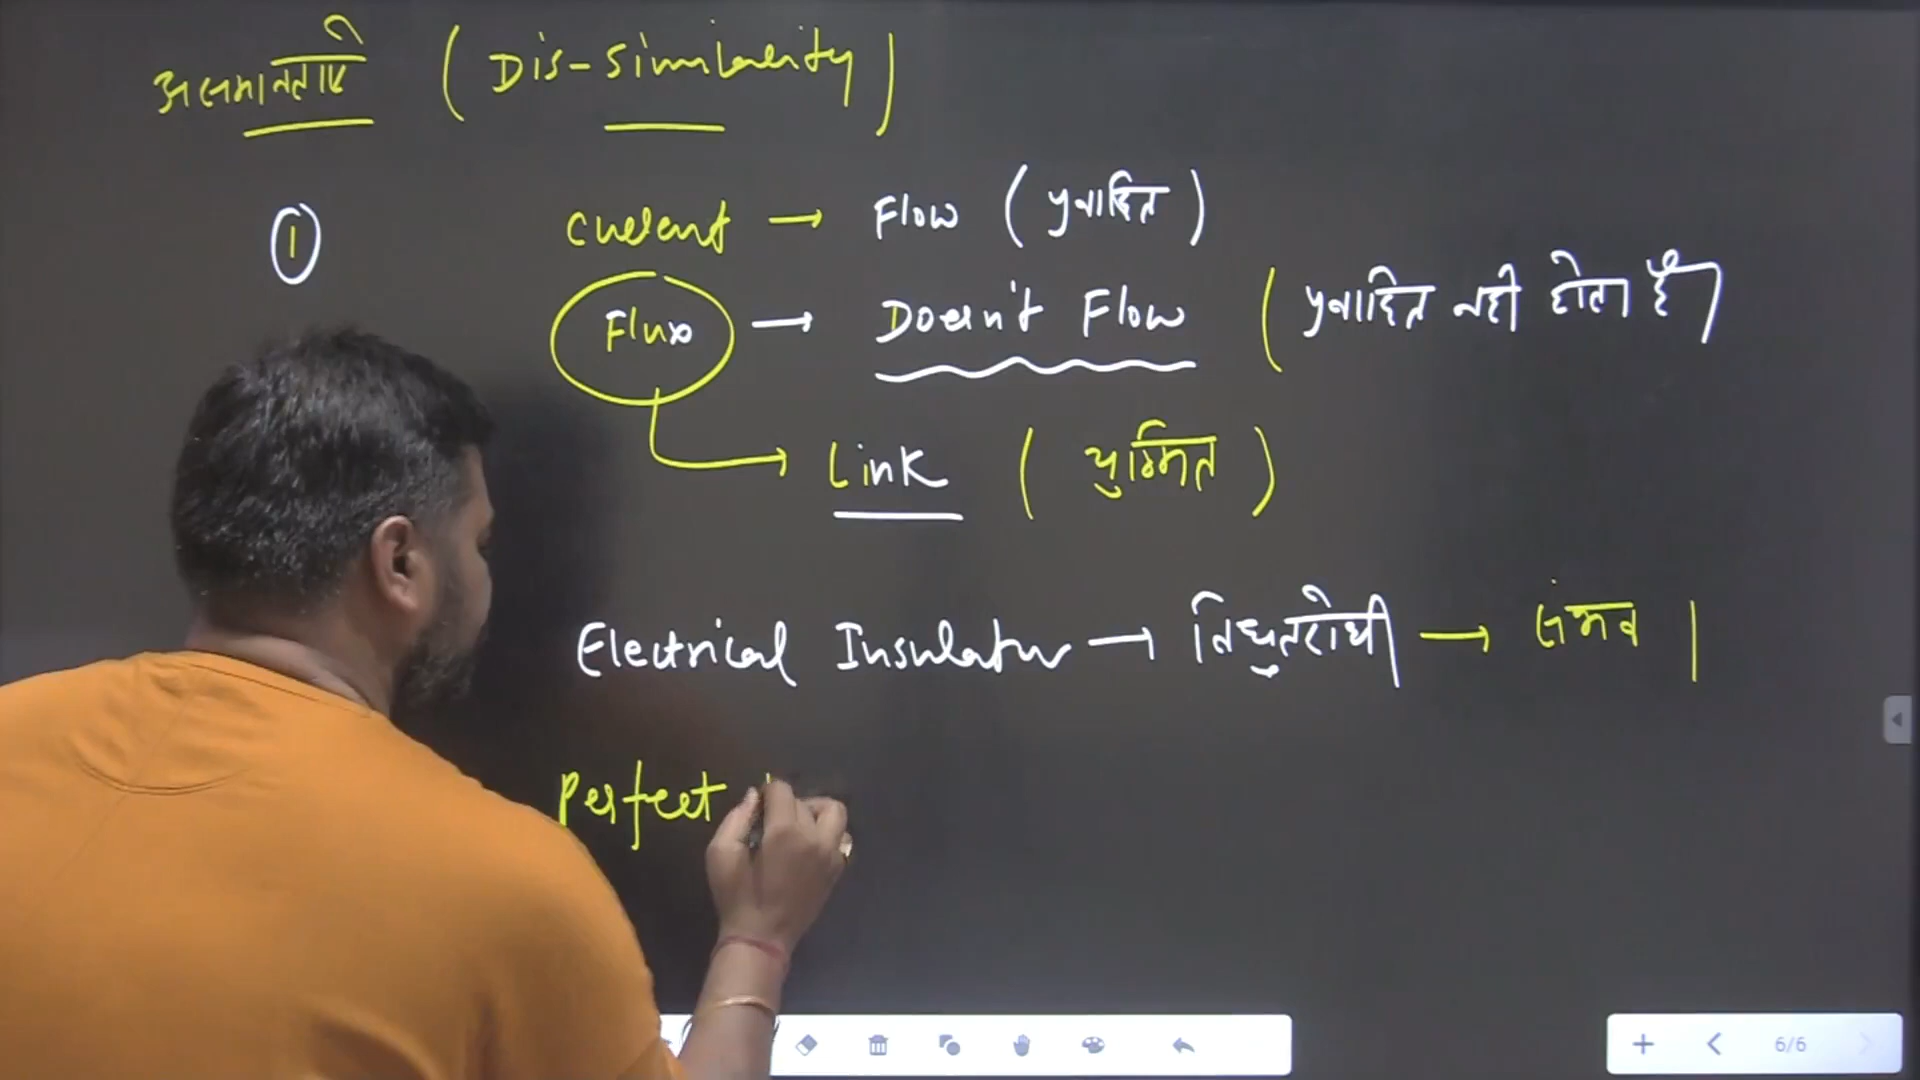 असमानताऐं (Dis-similarity)
① current → Flow (प्रवाहित)
Flux → Doesn't Flow (प्रवाहित नहीं होता है)
Link (युग्मित)
Electrical Insulator → विधुतरोधी → संभव |
Perfect
6/6